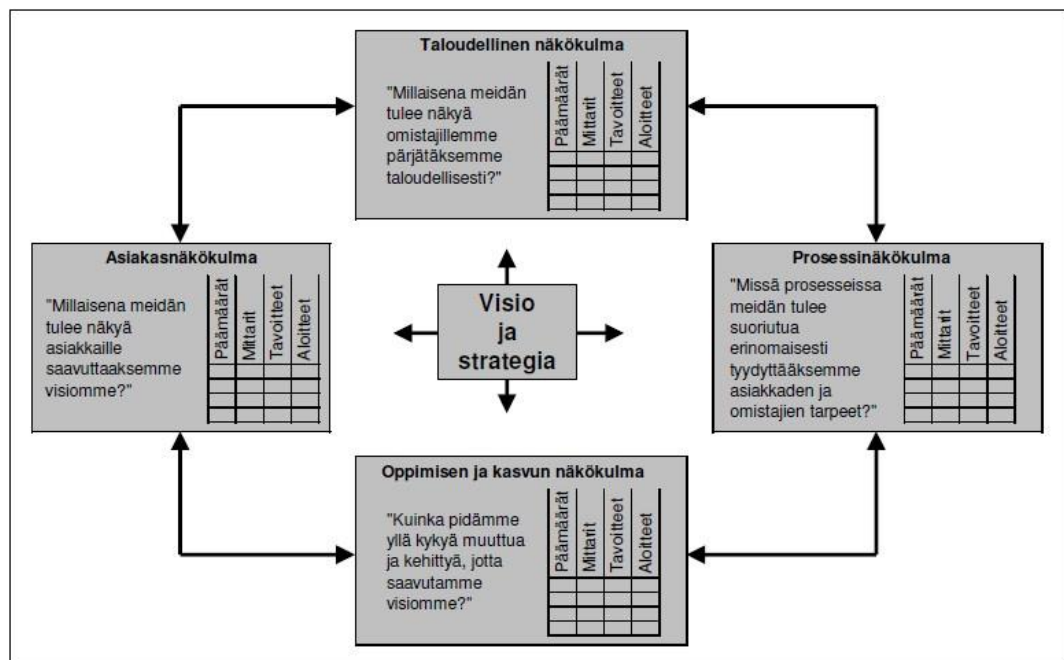 Taloudellinen näkökulma
"Millaisena meidän
tulee näkyä
omistajillemme
pärjätäksemme
taloudellisesti?"
Päämäärät
Mittarit
Tavoitteet
Aloitteet
Asiakasnäkökulma
"Millaisena meidän
tulee näkyä
asiakkaille
saavuttaaksemme
visiomme?"
Päämäärät
Mittarit
Tavoitteet
Aloitteet
Visio
ja
strategia
Prosessinäkökulma
"Missä prosesseissa
meidän tulee
suoriutua
erinomaisesti
tyydyttääksemme
asiakkaden ja
omistajien tarpeet?"
Päämäärät
Mittarit
Tavoitteet
Aloitteet
Oppimisen ja kasvun näkökulma
"Kuinka pidämme
yllä kykyä muuttua
ja kehittyä, jotta
saavutamme
visiomme?"
Päämäärät
Mittarit
Tavoitteet
Aloitteet